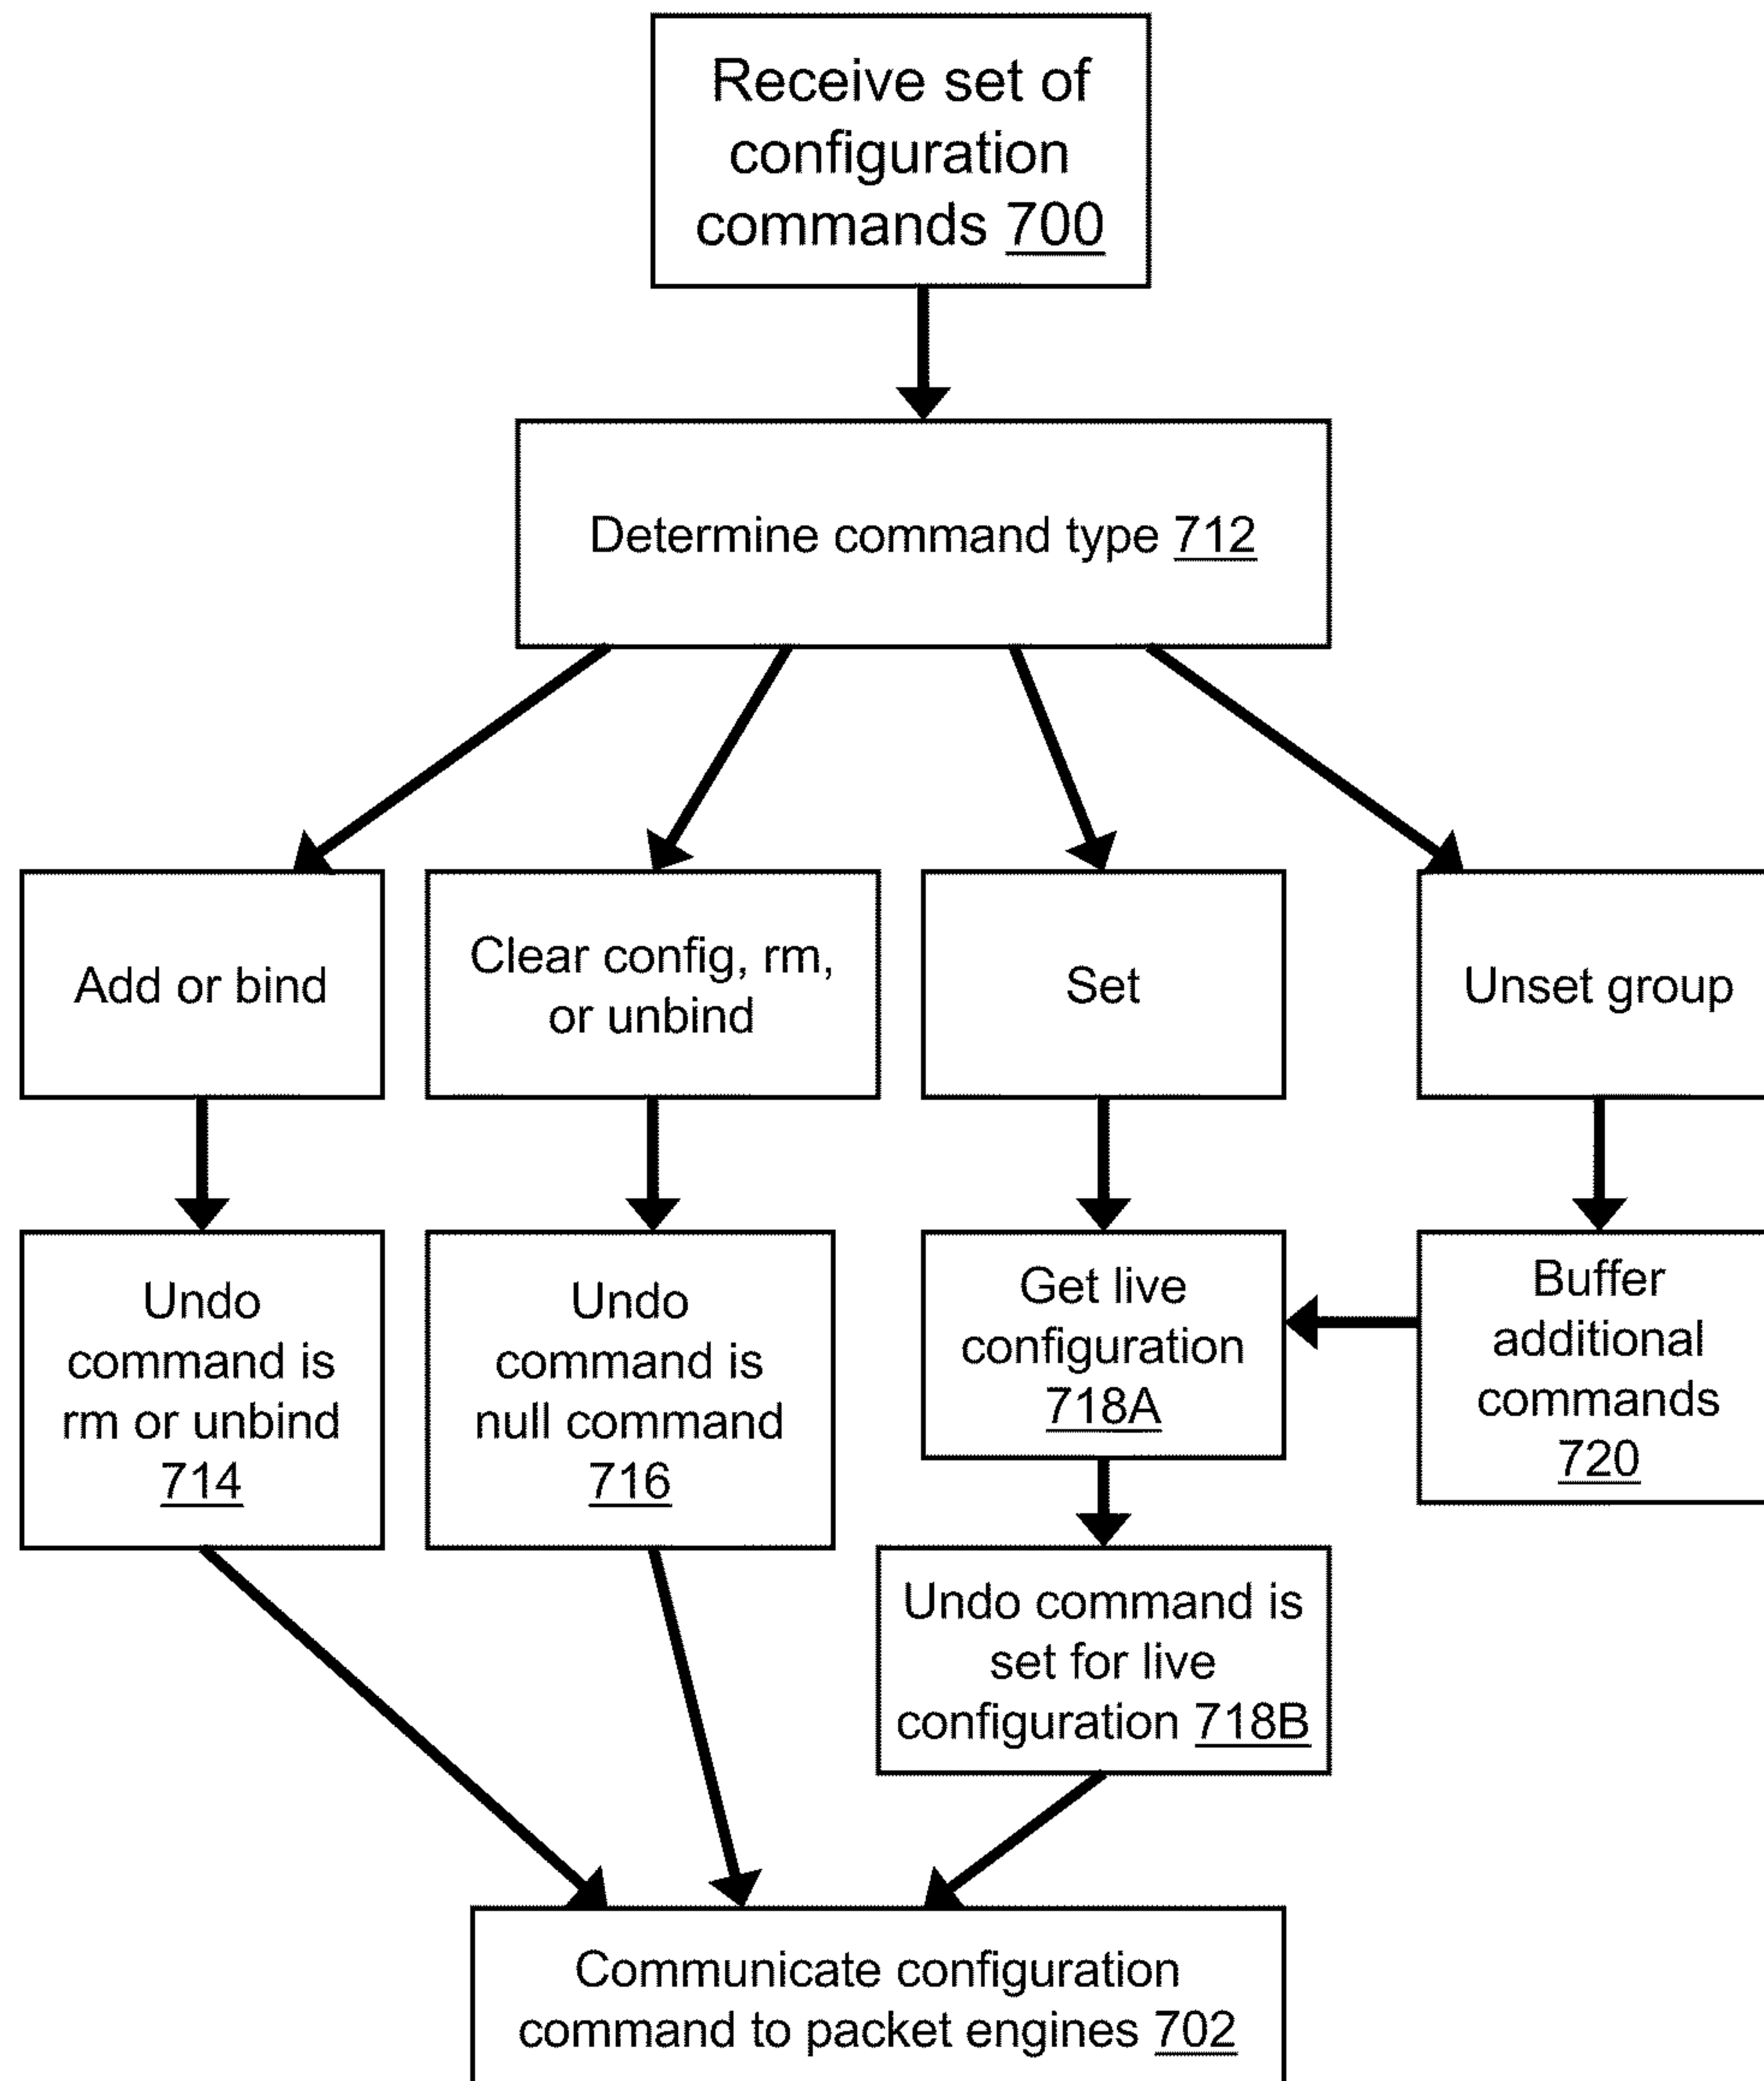 Receive set of
configuration
commands 700
Determine command type 712
Add or bind
Clear config, rm,
or unbind
Set
Unset group
Undo
command is
rm or unbind
714
Undo
command is
null command
716
Get live
configuration
718A
Buffer
additional
commands
720
Undo command is
set for live
configuration 718B
Communicate configuration
command to packet engines 702